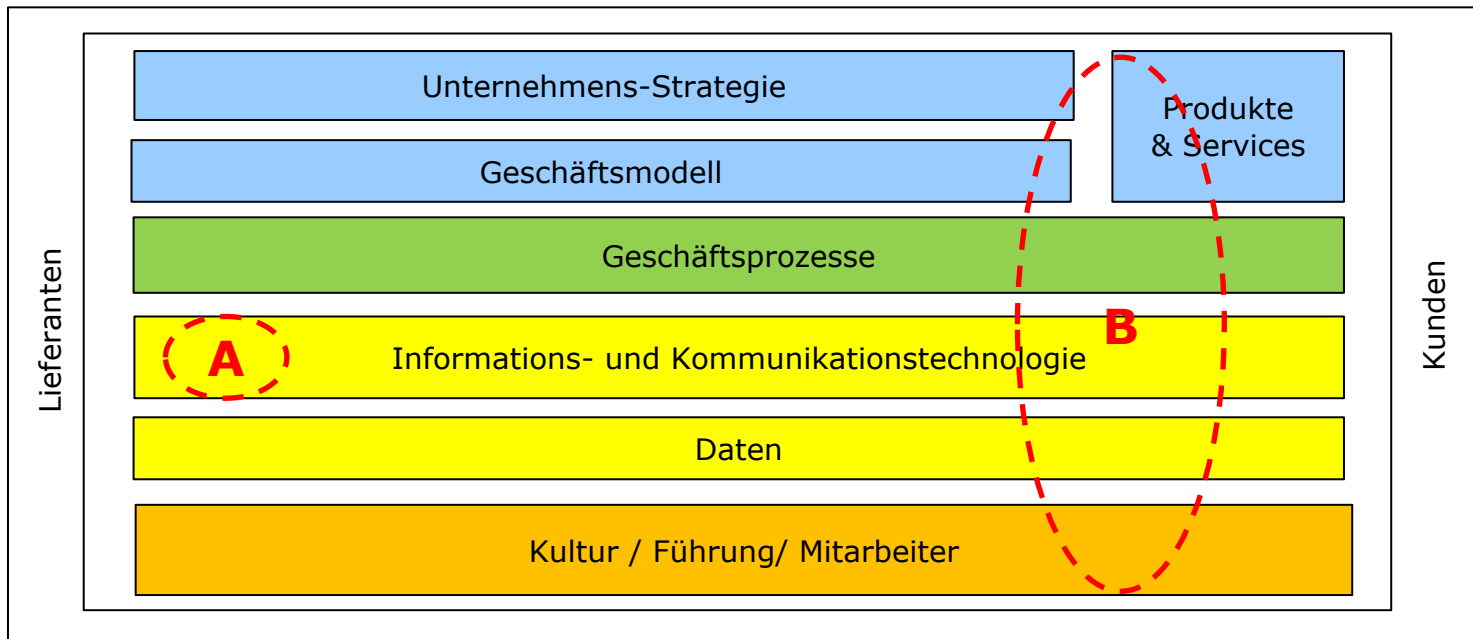 Unternehmens-Strategie
Produkte
& Services
Geschäftsmodell
Geschäftsprozesse
Lieferanten
A
Informations- und Kommunikationstechnologie
B
Kunden
Daten
Kultur / Führung/ Mitarbeiter